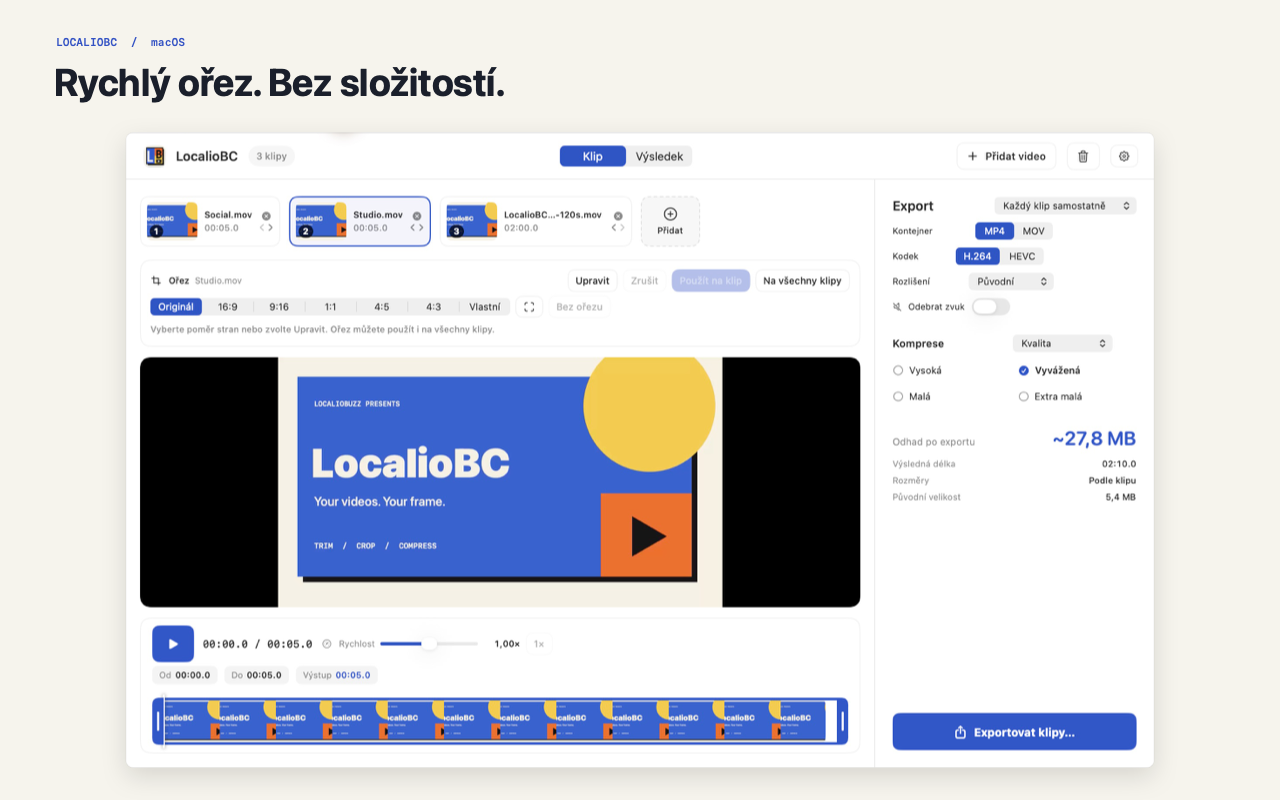 LOCALIOBC / macOS
Rychlý ořez. Bez složitostí.
LocalioBC 3 klipy Klip Výsledek + Přidat video
Social.mov
1 00:05.0
Studio.mov
2 00:05.0
LocalioBC...-120s.mov
3 02:00.0
Přidat
Ořez Studio.mov Upravit Zrušit Použít na klip Na všechny klipy
Originál 16:9 9:16 1:1 4:5 4:3 Vlastní Bez ořezu
Vyberte poměr stran nebo zvolte Upravit. Ořez můžete použít i na všechny klipy.
LOCALIOBUZZ PRESENTS
LocalioBC
Your videos. Your frame.
TRIM / CROP / COMPRESS
00:00.0 / 00:05.0 Rychlost 1,00× 1×
Od 00:00.0 Do 00:05.0 Výstup 00:05.0
Export Každý klip samostatně
Kontejner MP4 MOV
Kodek H.264 HEVC
Rozlišení Původní
Odebrat zvuk
Komprese Kvalita
Vysoká Vyvážená
Malá Extra malá
Odhad po exportu ~27,8 MB
Výsledná délka 02:10.0
Rozměry Podle klipu
Původní velikost 5,4 MB
Exportovat klipy...